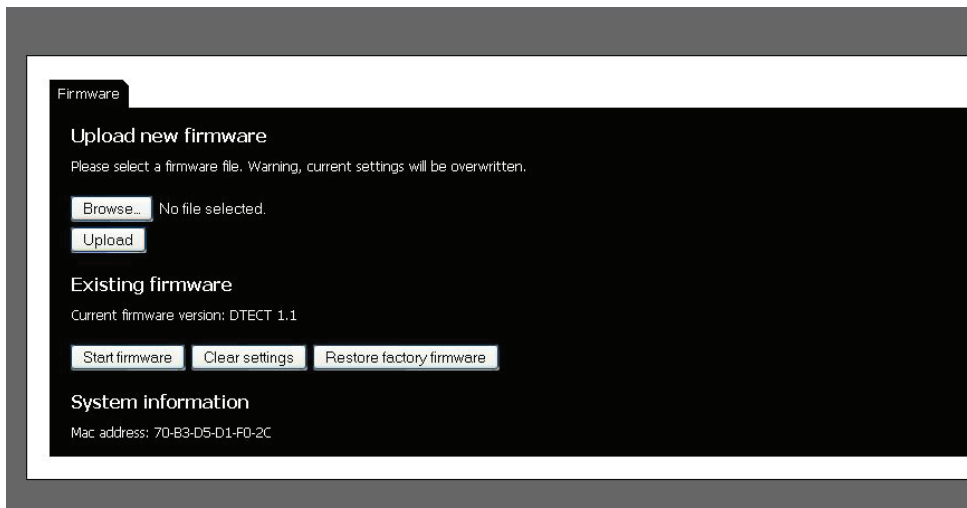 Firmware
Upload new firmware
Please select a firmware file. Warning, current settings will be overwritten.
Browse... No file selected.
Upload
Existing firmware
Current firmware version: DTECT 1.1
Start firmware Clear settings Restore factory firmware
System information
Mac address: 70-B3-D5-D1-F0-2C